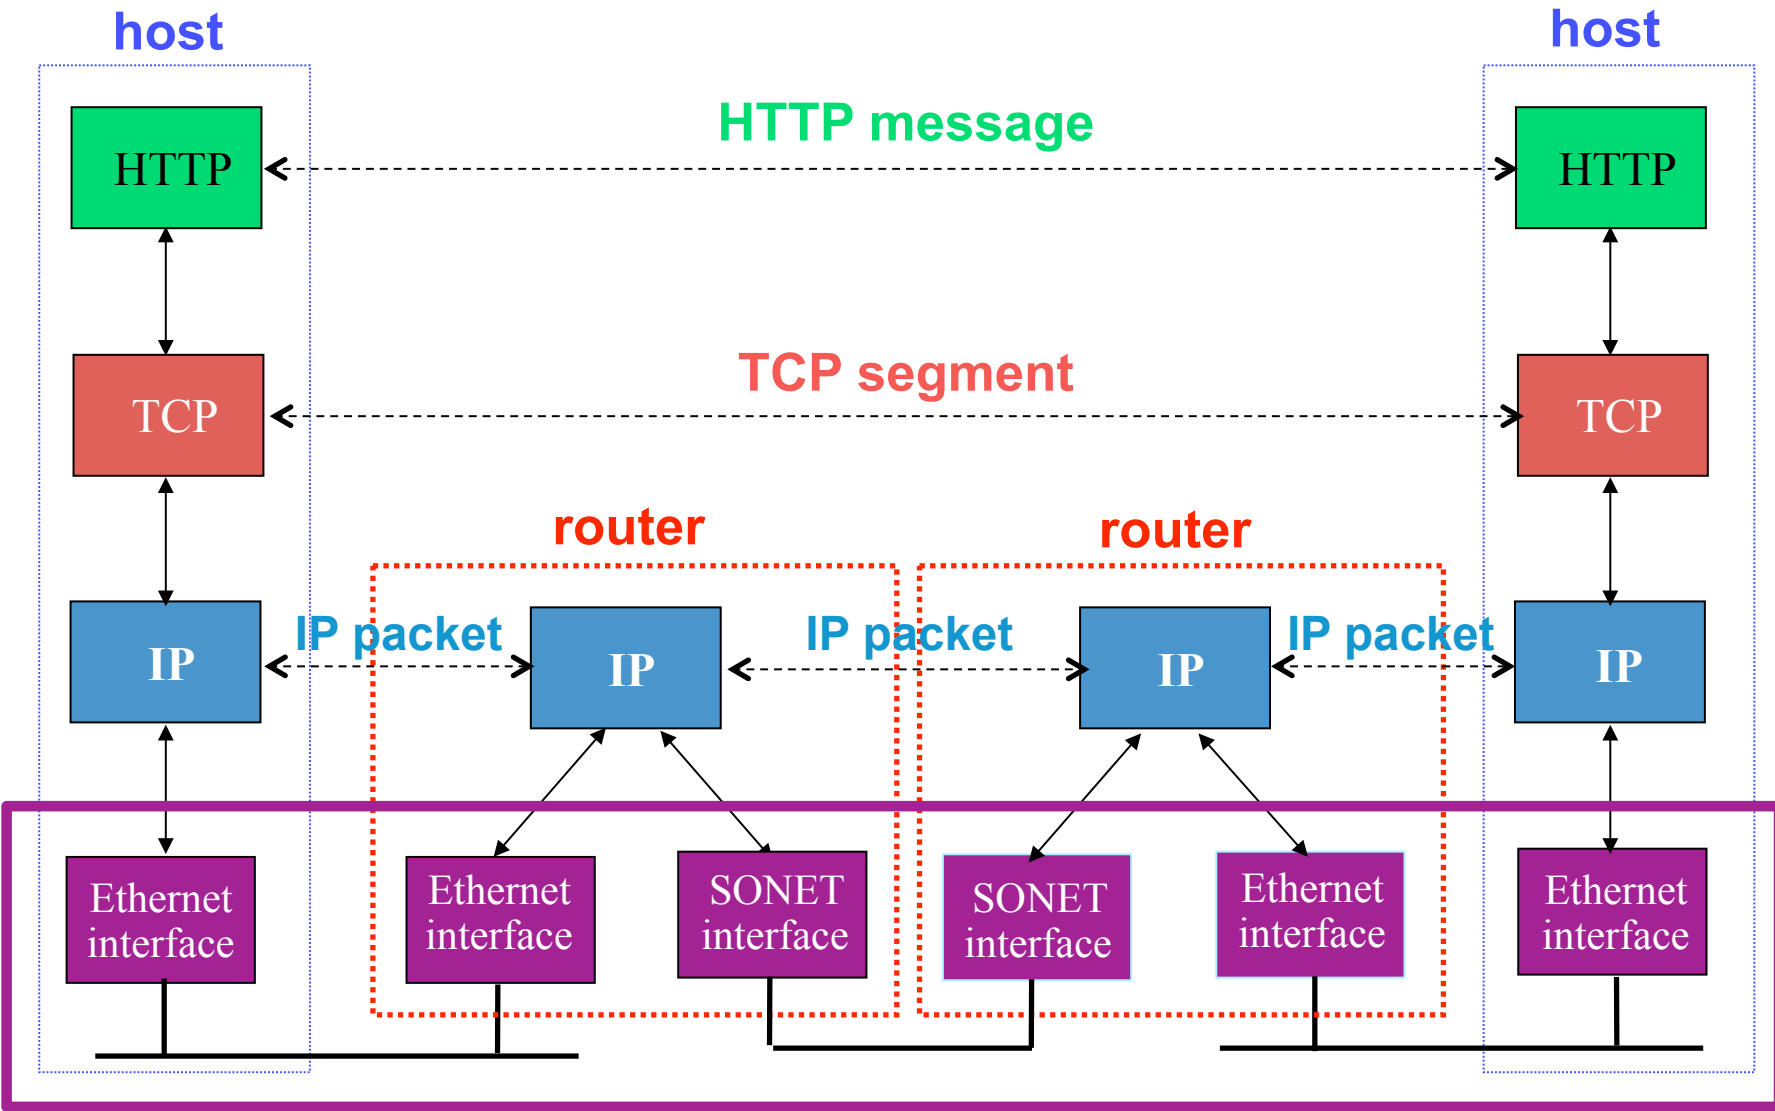 host
host
HTTP message
HTTP
HTTP
TCP segment
TCP
TCP
router
router
IP packet
IP packet
IP packet
IP
IP
IP
IP
Ethernet
interface
Ethernet
interface
SONET
interface
SONET
interface
Ethernet
interface
Ethernet
interface